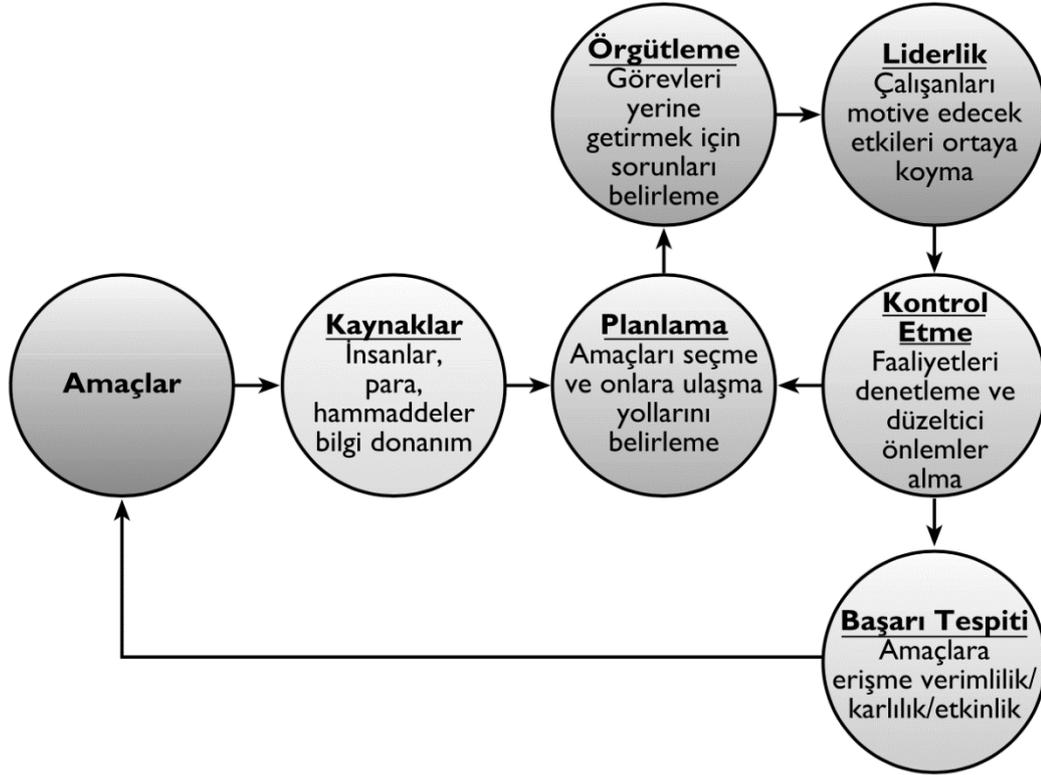 Örgütleme
Görevleri
yerine
getirmek için
sorunları
belirleme
Liderlik
Çalışanları
motive edecek
etkileri ortaya
koyma
Amaçlar
Kaynaklar
İnsanlar,
para,
hammaddeler
bilgi donanım
Planlama
Amaçları seçme
ve onlara ulaşma
yollarını
belirleme
Kontrol
Etme
Faaliyetleri
denetleme ve
düzeltici
önlemler
alma
Başarı Tespiti
Amaçlara
erişme verimlilik/
karlılık/etkinlik